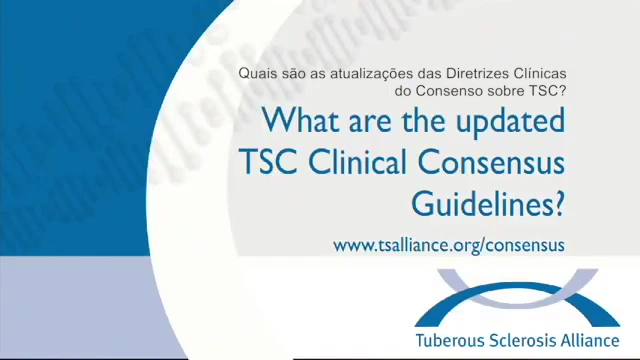 Quais são as atualizações das Diretrizes Clínicas
do Consenso sobre TSC?
What are the updated
TSC Clinical Consensus
Guidelines?
www.tsalliance.org/consensus
Tuberous Sclerosis Alliance